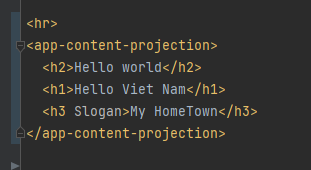 <hr>
<app-content-projection>
<h2>Hello world</h2>
<h1>Hello Viet Nam</h1>
<h3 Slogan>My HomeTown</h3>
</app-content-projection>